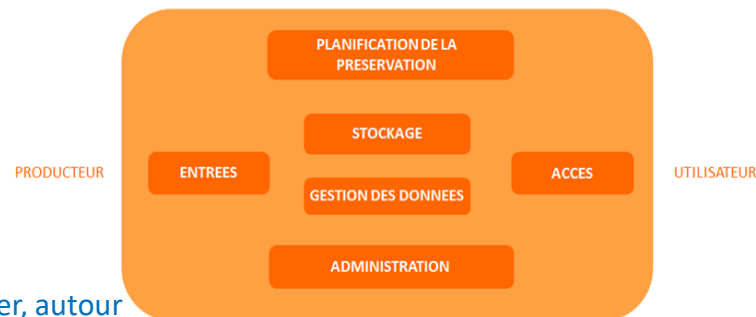 PLANIFICATION DE LA
PRESERVATION
STOCKAGE
PRODUCTEUR
ENTREES
ACCES
UTILISATEUR
GESTION DES DONNEES
ADMINISTRATION
er, autour